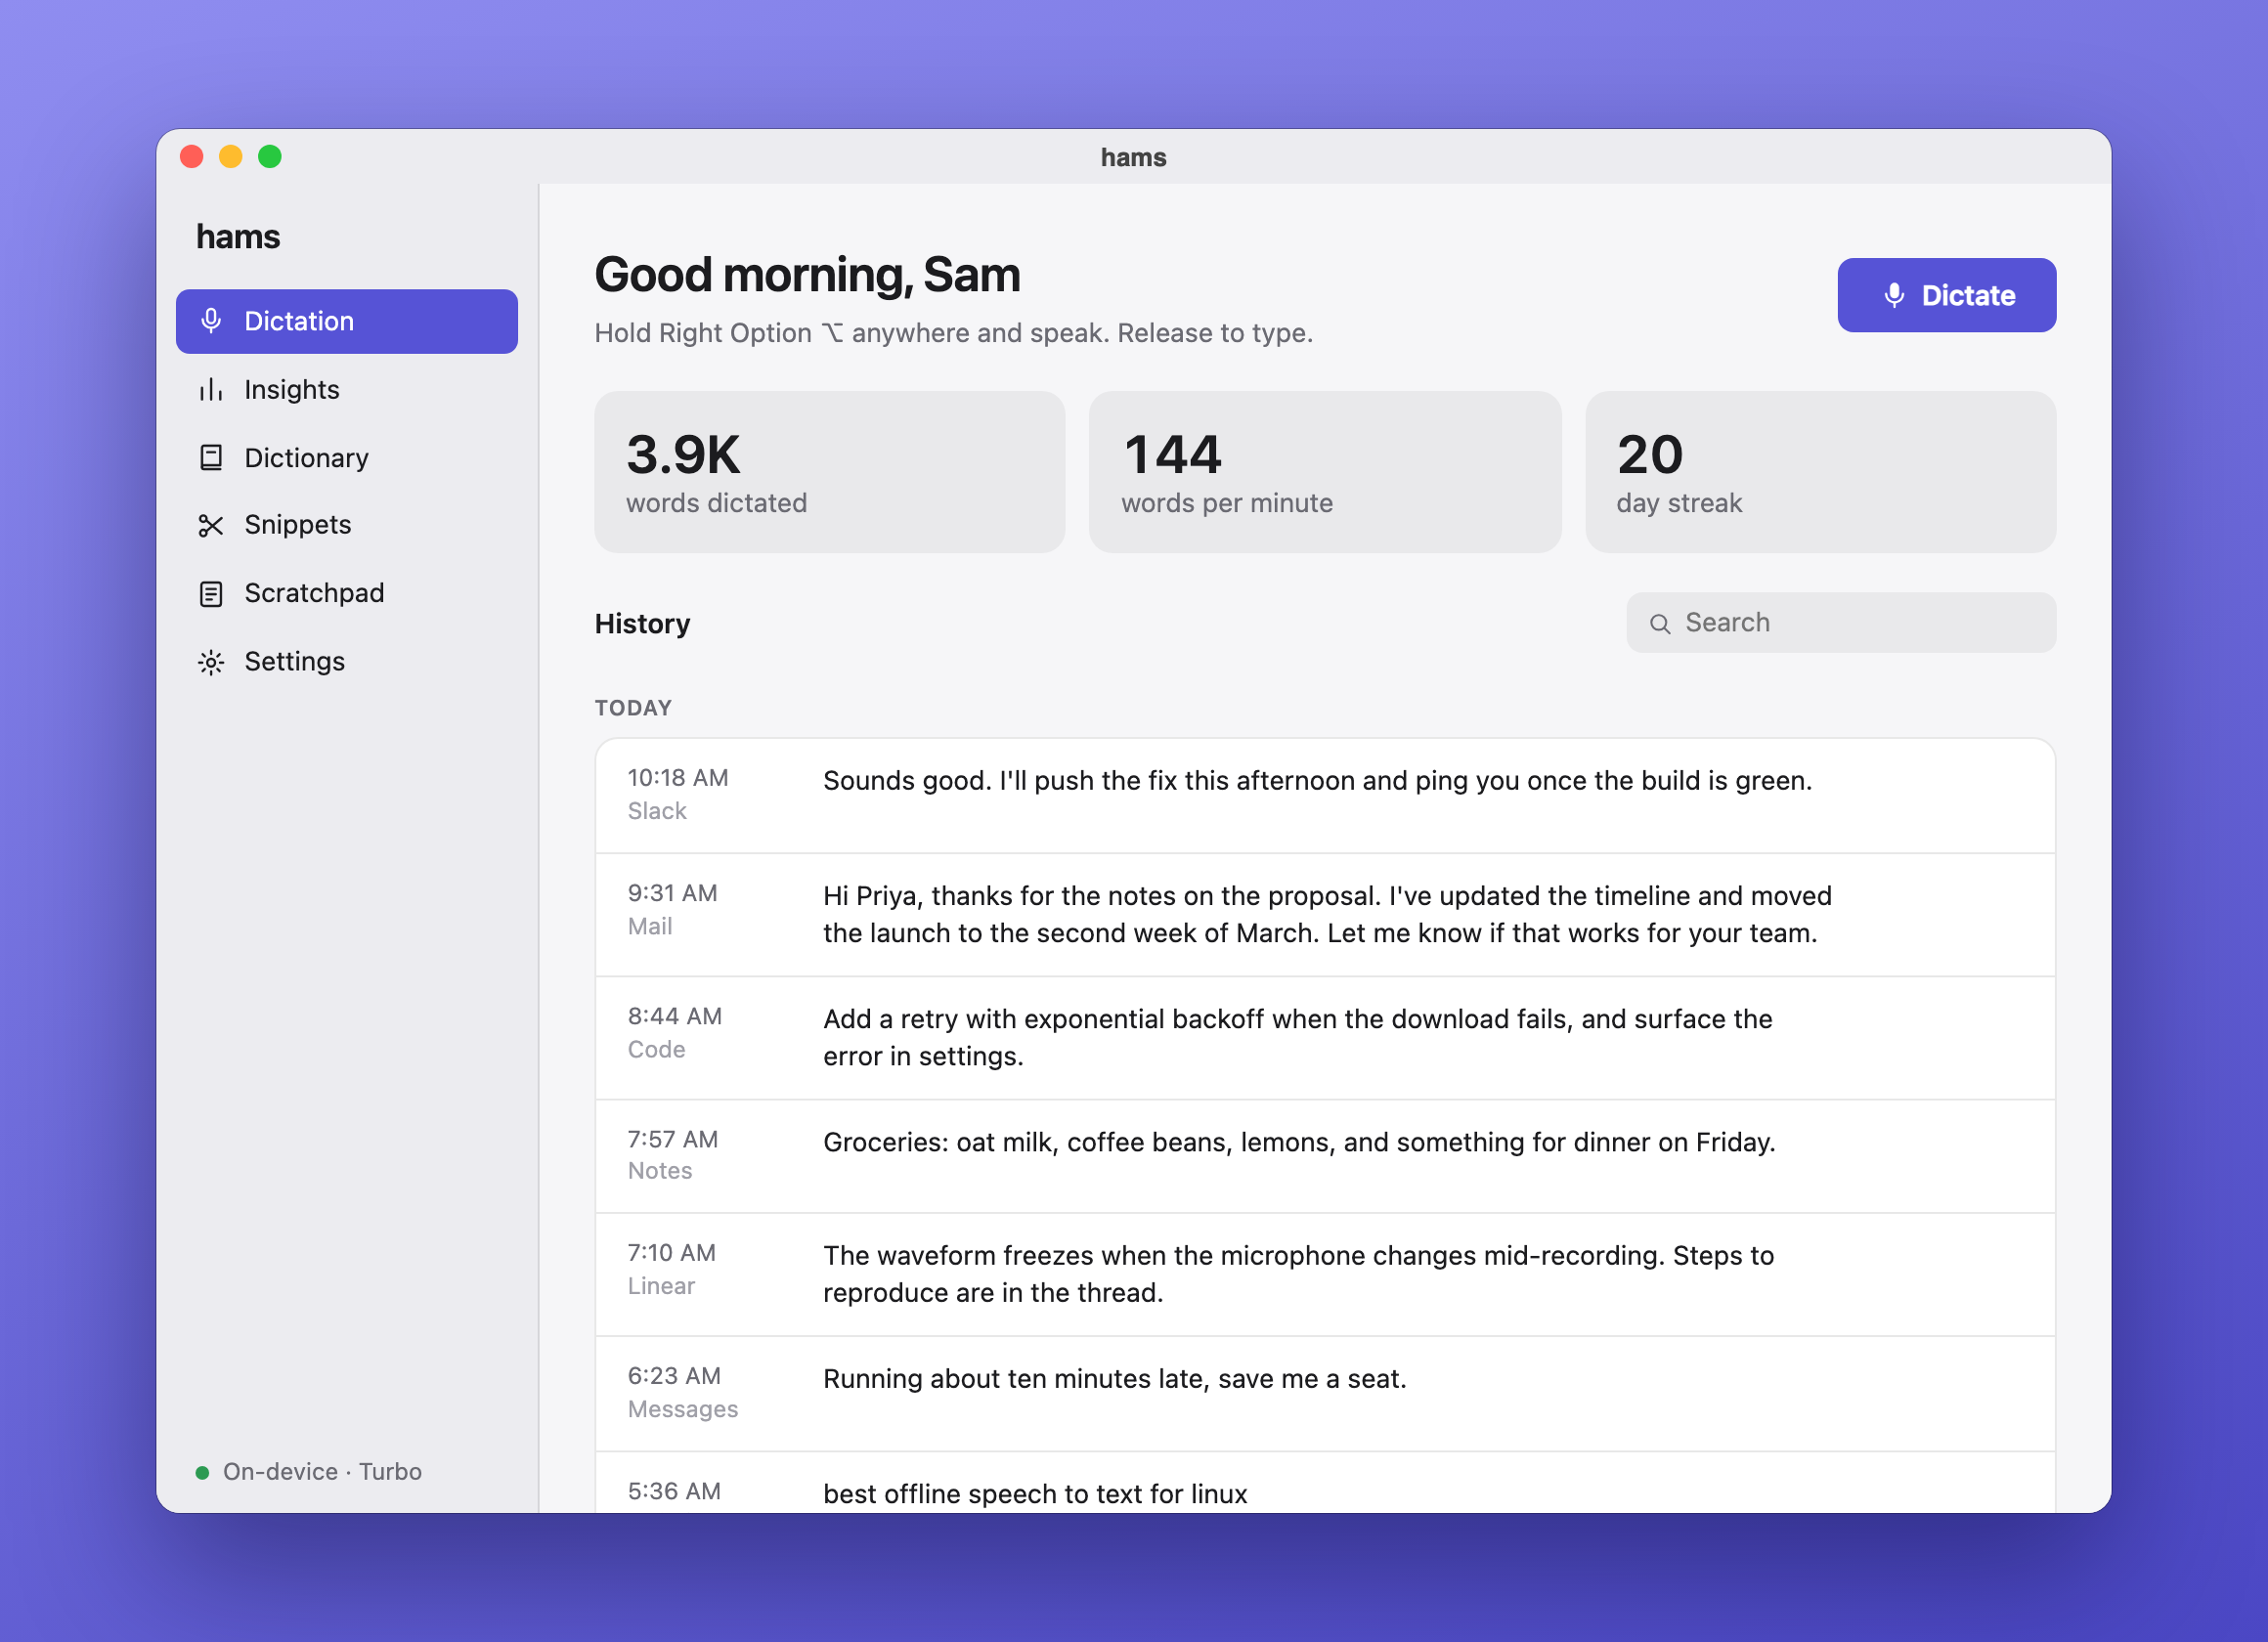 hams
hams
Dictation
Insights
Dictionary
Snippets
Scratchpad
Settings
On-device · Turbo
Good morning, Sam
Hold Right Option ⌥ anywhere and speak. Release to type.
Dictate
3.9K
words dictated
144
words per minute
20
day streak
History
Search
TODAY
10:18 AM
Slack
Sounds good. I'll push the fix this afternoon and ping you once the build is green.
9:31 AM
Mail
Hi Priya, thanks for the notes on the proposal. I've updated the timeline and moved
the launch to the second week of March. Let me know if that works for your team.
8:44 AM
Code
Add a retry with exponential backoff when the download fails, and surface the
error in settings.
7:57 AM
Notes
Groceries: oat milk, coffee beans, lemons, and something for dinner on Friday.
7:10 AM
Linear
The waveform freezes when the microphone changes mid-recording. Steps to
reproduce are in the thread.
6:23 AM
Messages
Running about ten minutes late, save me a seat.
5:36 AM
best offline speech to text for linux